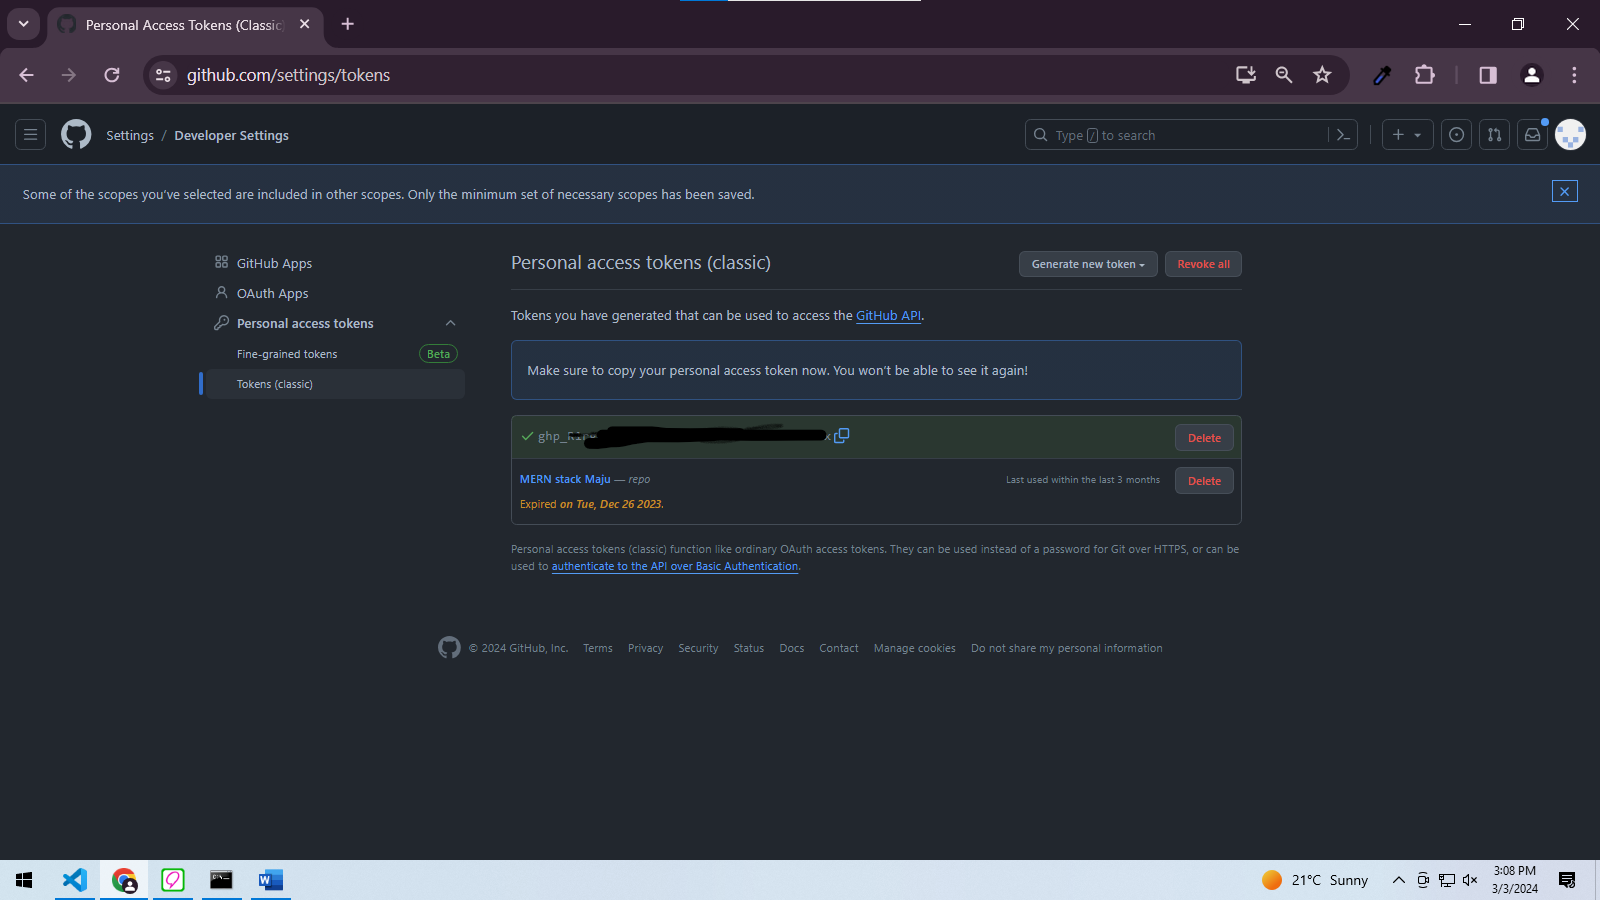 Personal Access Tokens (Classic)
github.com/settings/tokens
Settings / Developer Settings
Type / to search
Some of the scopes you've selected are included in other scopes. Only the minimum set of necessary scopes has been saved.
GitHub Apps
OAuth Apps
Personal access tokens
Fine-grained tokens Beta
Tokens (classic)
Personal access tokens (classic)
Generate new token
Revoke all
Tokens you have generated that can be used to access the GitHub API.
Make sure to copy your personal access token now. You won't be able to see it again!
ghp_
Delete
MERN stack Maju — repo
Last used within the last 3 months
Delete
Expired on Tue, Dec 26 2023.
Personal access tokens (classic) function like ordinary OAuth access tokens. They can be used instead of a password for Git over HTTPS, or can be
used to authenticate to the API over Basic Authentication.
© 2024 GitHub, Inc. Terms Privacy Security Status Docs Contact Manage cookies Do not share my personal information
21°C Sunny
3:08 PM
3/3/2024